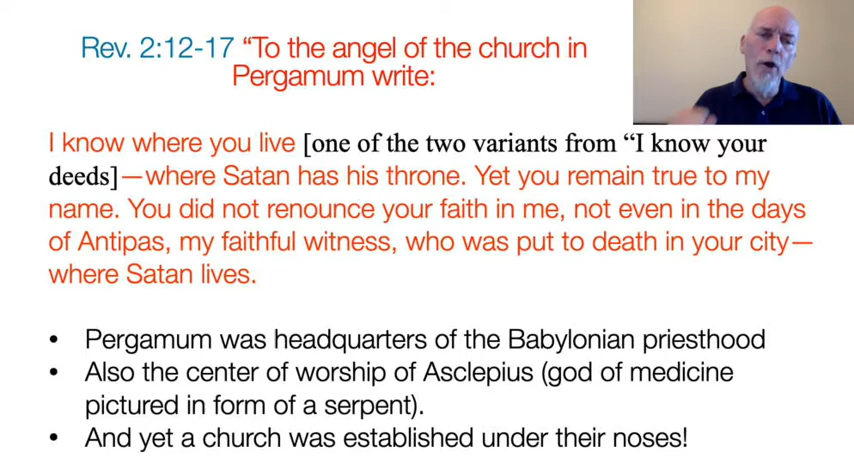 Rev. 2:12-17 “To the angel of the church in
Pergamum write:
I know where you live [one of the two variants from “I know your
deeds]—where Satan has his throne. Yet you remain true to my
name. You did not renounce your faith in me, not even in the days
of Antipas, my faithful witness, who was put to death in your city—
where Satan lives.
• Pergamum was headquarters of the Babylonian priesthood
• Also the center of worship of Asclepius (god of medicine
pictured in form of a serpent).
• And yet a church was established under their noses!